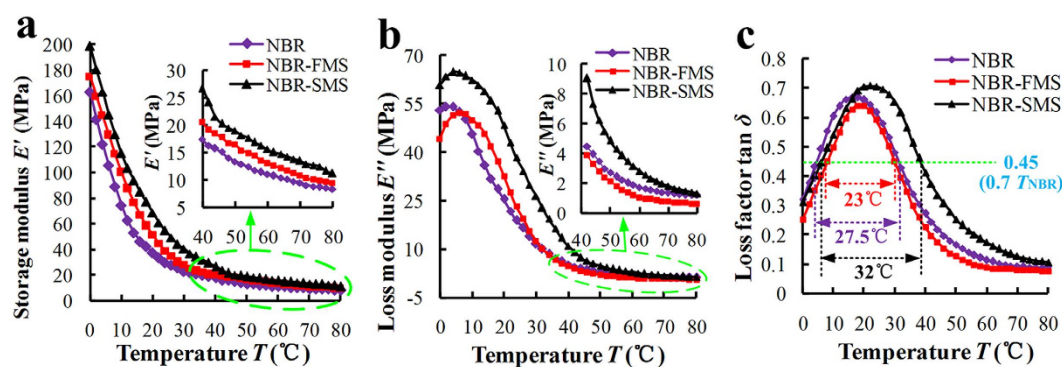 a
Storage modulus E′ (MPa)
200
180
160
140
120
100
80
60
40
20
0
0 10 20 30 40 50 60 70 80
Temperature T (℃)
NBR
NBR-FMS
NBR-SMS
E′ (MPa)
30
25
20
15
10
5
40 50 60 70 80
b
Loss modulus E″ (MPa)
70
55
40
25
10
-5
0 10 20 30 40 50 60 70 80
Temperature T (℃)
NBR
NBR-FMS
NBR-SMS
E″ (MPa)
10
8
6
4
2
0
40 50 60 70 80
c
Loss factor tan δ
0.8
0.7
0.6
0.5
0.4
0.3
0.2
0.1
0 10 20 30 40 50 60 70 80
Temperature T (℃)
NBR
NBR-FMS
NBR-SMS
0.45
(0.7 TNBR)
23℃
27.5℃
32℃